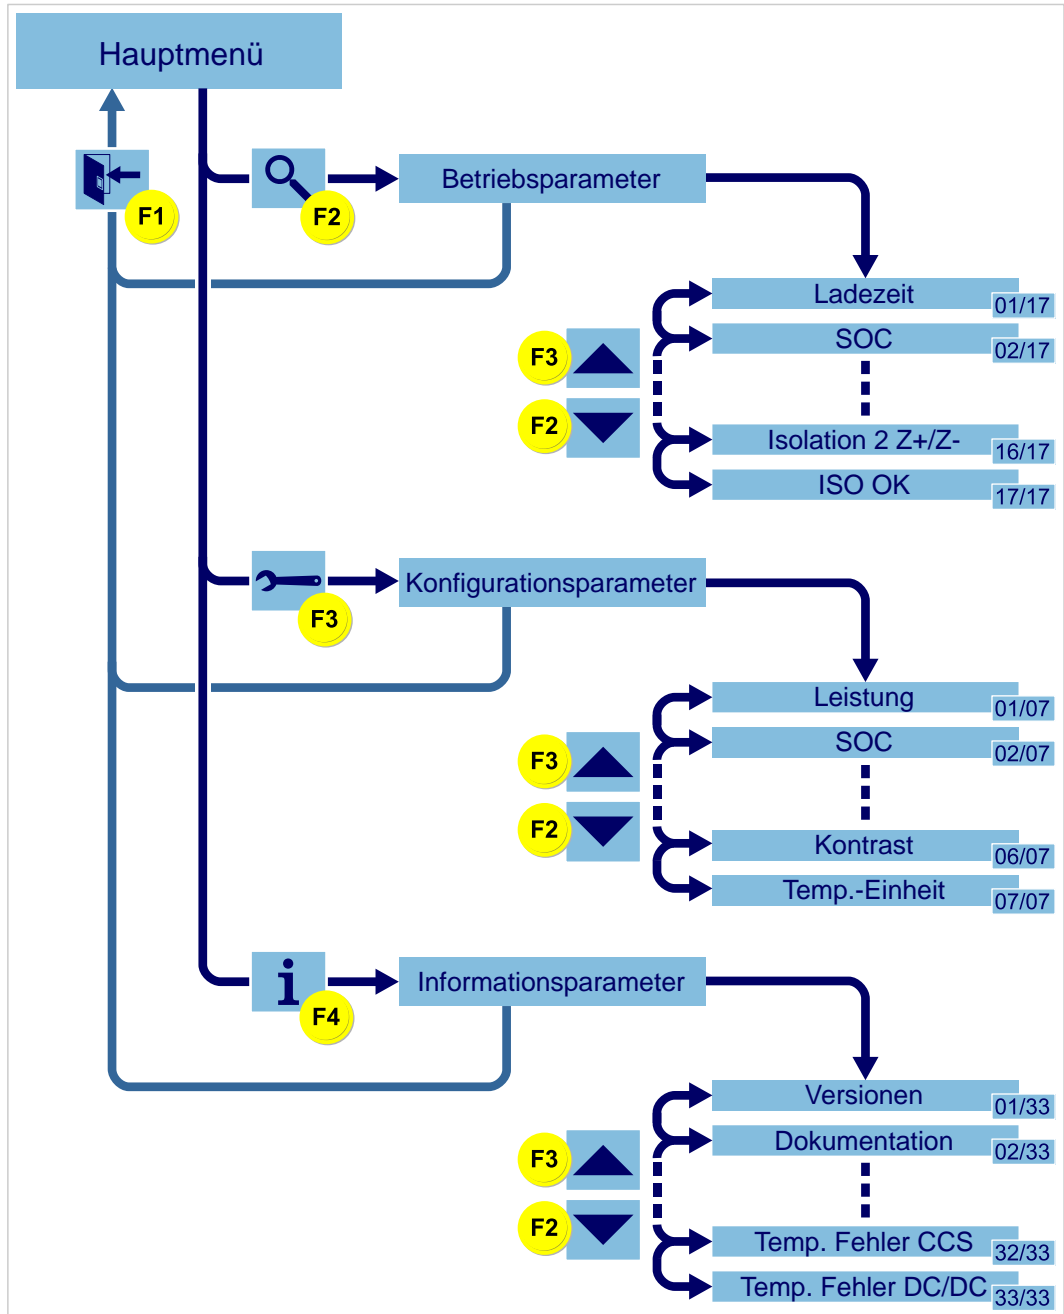 Hauptmenü
F1
F2
Betriebsparameter
Ladezeit
01/17
SOC
02/17
F3
F2
Isolation 2 Z+/Z-
16/17
ISO OK
17/17
F3
Konfigurationsparameter
Leistung
01/07
SOC
02/07
F3
F2
Kontrast
06/07
Temp.-Einheit
07/07
i
F4
Informationsparameter
Versionen
01/33
Dokumentation
02/33
F3
F2
Temp. Fehler CCS
32/33
Temp. Fehler DC/DC
33/33